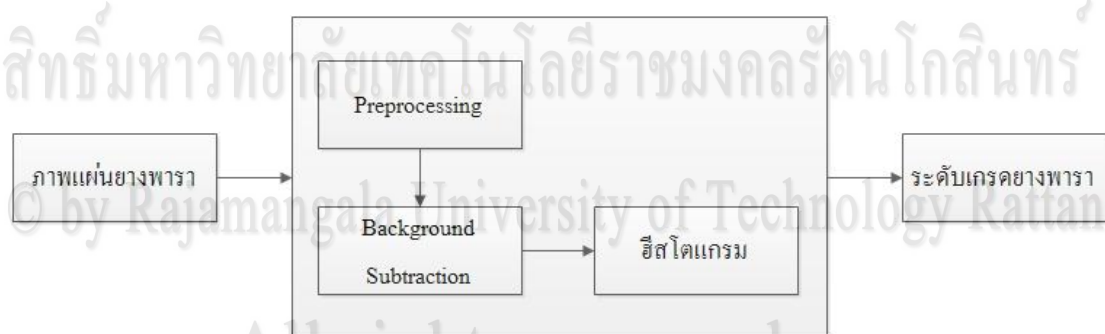 สิทธิ์มหาวิทยาลัยเทคโนโลยีราชมงคลรัตนโกสินทร์
Preprocessing
ภาพแผ่นยางพารา
ระดับเกรดยางพารา
© by Rajamangala University of Technology Rattan
Background
Subtraction
ฮีสโตแกรม
All rights reserved